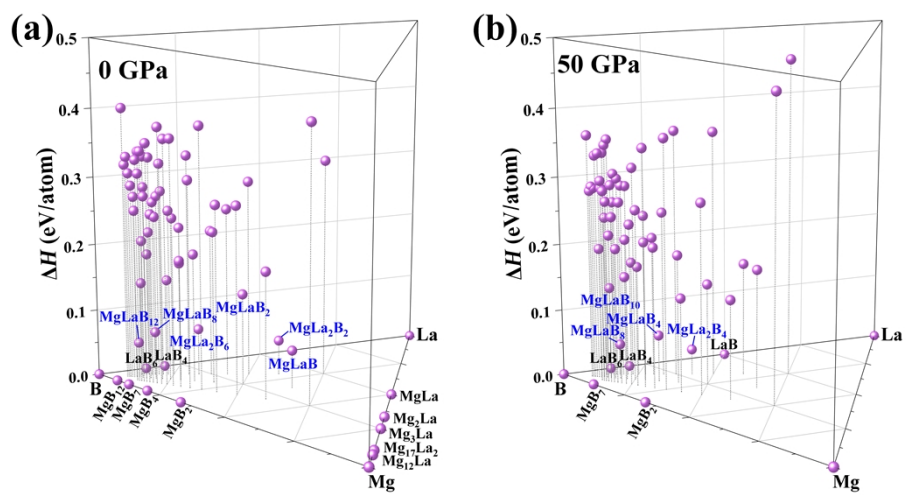 (a)
0 GPa
ΔH (eV/atom)
0.5
0.4
0.3
0.2
0.1
0.0
MgLaB₁₂
MgLaB₈
MgLaB₂
MgLa₂B₆
MgLa₂B₂
MgLaB
LaB₆
LaB₄
La
B
MgB₁₂
MgB₇
MgB₄
MgB₂
MgLa
Mg₂La
Mg₃La
Mg₁₇La₂
Mg₁₂La
Mg
(b)
50 GPa
ΔH (eV/atom)
0.5
0.4
0.3
0.2
0.1
0.0
MgLaB₁₀
MgLaB₄
MgLaB₈
MgLa₂B₄
LaB
LaB₆
LaB₄
La
B
MgB₇
MgB₂
Mg